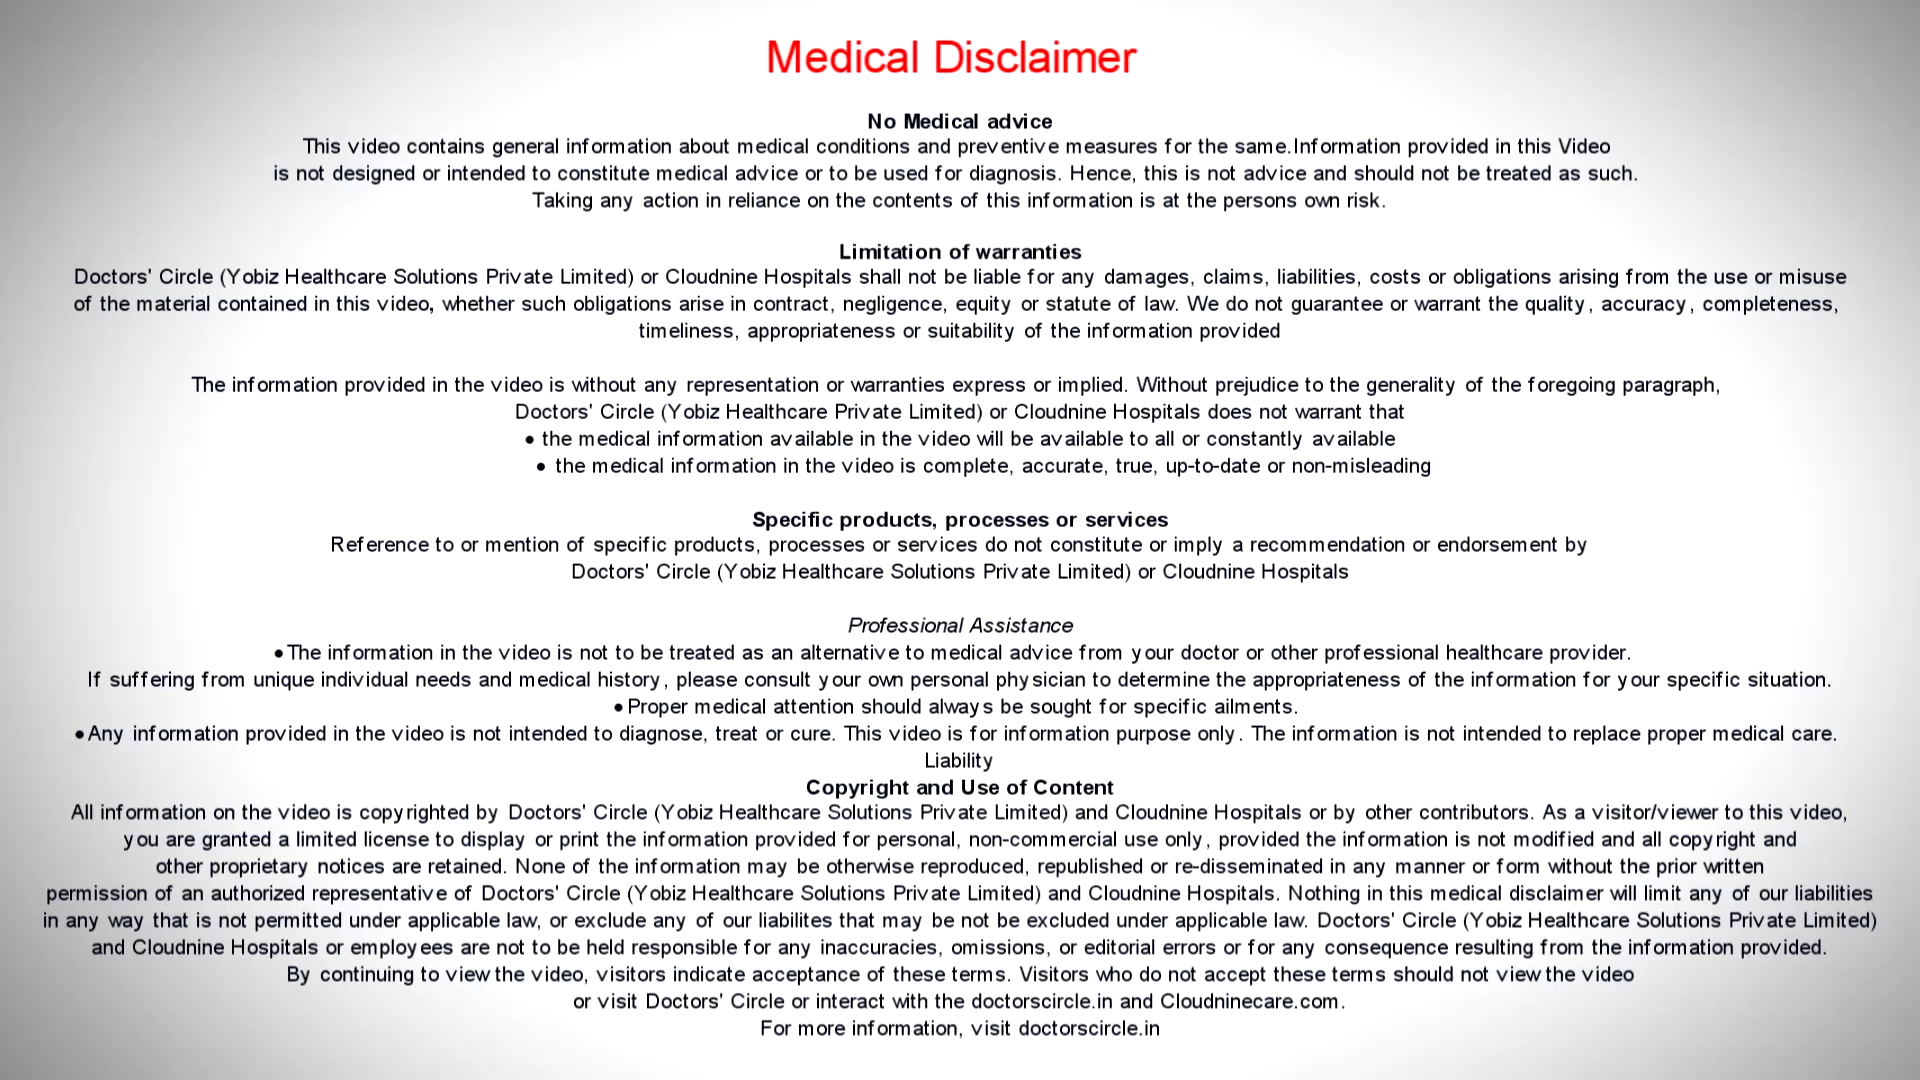 Medical Disclaimer
No Medical advice
This video contains general information about medical conditions and preventive measures for the same.Information provided in this Video
is not designed or intended to constitute medical advice or to be used for diagnosis. Hence, this is not advice and should not be treated as such.
Taking any action in reliance on the contents of this information is at the persons own risk.
Limitation of warranties
Doctors' Circle (Yobiz Healthcare Solutions Private Limited) or Cloudnine Hospitals shall not be liable for any damages, claims, liabilities, costs or obligations arising from the use or misuse
of the material contained in this video, whether such obligations arise in contract, negligence, equity or statute of law. We do not guarantee or warrant the quality, accuracy, completeness,
timeliness, appropriateness or suitability of the information provided
The information provided in the video is without any representation or warranties express or implied. Without prejudice to the generality of the foregoing paragraph,
Doctors' Circle (Yobiz Healthcare Private Limited) or Cloudnine Hospitals does not warrant that
• the medical information available in the video will be available to all or constantly available
• the medical information in the video is complete, accurate, true, up-to-date or non-misleading
Specific products, processes or services
Reference to or mention of specific products, processes or services do not constitute or imply a recommendation or endorsement by
Doctors' Circle (Yobiz Healthcare Solutions Private Limited) or Cloudnine Hospitals
Professional Assistance
•The information in the video is not to be treated as an alternative to medical advice from your doctor or other professional healthcare provider.
If suffering from unique individual needs and medical history, please consult your own personal physician to determine the appropriateness of the information for your specific situation.
•Proper medical attention should always be sought for specific ailments.
•Any information provided in the video is not intended to diagnose, treat or cure. This video is for information purpose only. The information is not intended to replace proper medical care.
Liability
Copyright and Use of Content
All information on the video is copyrighted by Doctors' Circle (Yobiz Healthcare Solutions Private Limited) and Cloudnine Hospitals or by other contributors. As a visitor/viewer to this video,
you are granted a limited license to display or print the information provided for personal, non-commercial use only, provided the information is not modified and all copyright and
other proprietary notices are retained. None of the information may be otherwise reproduced, republished or re-disseminated in any manner or form without the prior written
permission of an authorized representative of Doctors' Circle (Yobiz Healthcare Solutions Private Limited) and Cloudnine Hospitals. Nothing in this medical disclaimer will limit any of our liabilities
in any way that is not permitted under applicable law, or exclude any of our liabilites that may be not be excluded under applicable law. Doctors' Circle (Yobiz Healthcare Solutions Private Limited)
and Cloudnine Hospitals or employees are not to be held responsible for any inaccuracies, omissions, or editorial errors or for any consequence resulting from the information provided.
By continuing to view the video, visitors indicate acceptance of these terms. Visitors who do not accept these terms should not view the video
or visit Doctors' Circle or interact with the doctorscircle.in and Cloudninecare.com.
For more information, visit doctorscircle.in